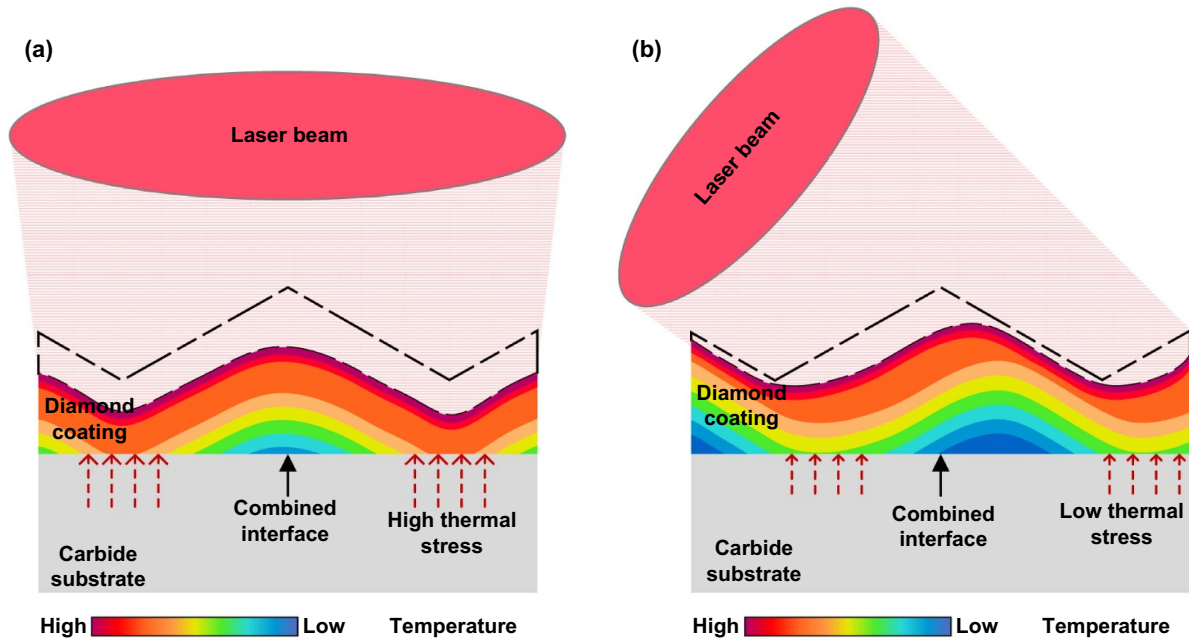 (a)
Laser beam
Diamond
coating
Combined
interface
High thermal
stress
Carbide
substrate
High
Low
Temperature
(b)
Laser beam
Diamond
coating
Combined
interface
Low thermal
stress
Carbide
substrate
High
Low
Temperature